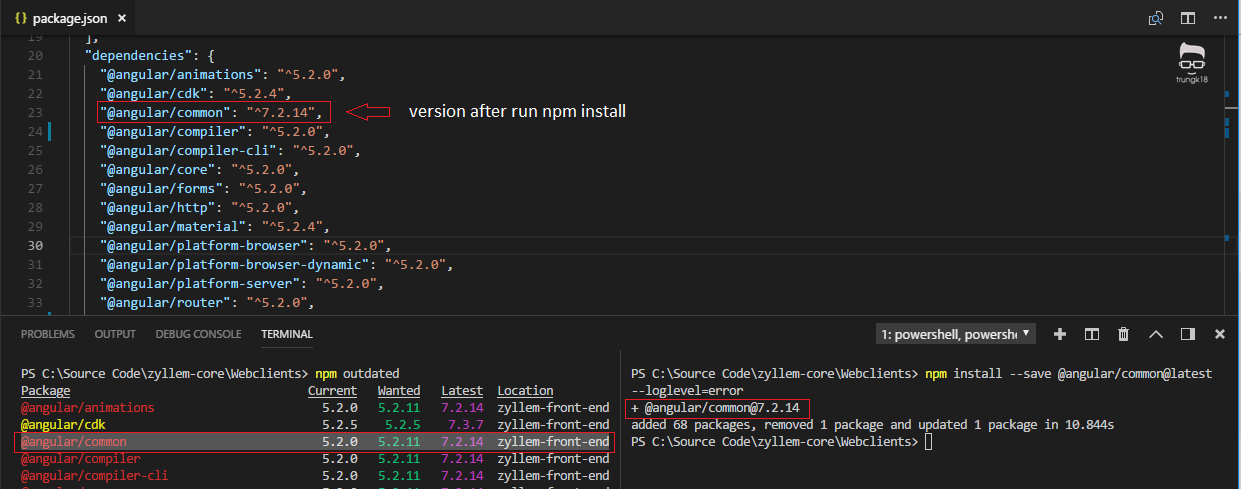 {} package.json ×
19 ],
20 "dependencies": {
21 "@angular/animations": "^5.2.0",
22 "@angular/cdk": "^5.2.4",
23 "@angular/common": "^7.2.14",
version after run npm install
24 "@angular/compiler": "^5.2.0",
25 "@angular/compiler-cli": "^5.2.0",
26 "@angular/core": "^5.2.0",
27 "@angular/forms": "^5.2.0",
28 "@angular/http": "^5.2.0",
29 "@angular/material": "^5.2.4",
30 "@angular/platform-browser": "^5.2.0",
31 "@angular/platform-browser-dynamic": "^5.2.0",
32 "@angular/platform-server": "^5.2.0",
33 "@angular/router": "^5.2.0",
trungk18
PROBLEMS OUTPUT DEBUG CONSOLE TERMINAL
1: powershell, powershe
PS C:\Source Code\zyllem-core\Webclients> npm outdated
Package Current Wanted Latest Location
@angular/animations 5.2.0 5.2.11 7.2.14 zyllem-front-end
@angular/cdk 5.2.5 5.2.5 7.3.7 zyllem-front-end
@angular/common 5.2.0 5.2.11 7.2.14 zyllem-front-end
@angular/compiler 5.2.0 5.2.11 7.2.14 zyllem-front-end
@angular/compiler-cli 5.2.0 5.2.11 7.2.14 zyllem-front-end
PS C:\Source Code\zyllem-core\Webclients> npm install --save @angular/common@latest
--loglevel=error
+ @angular/common@7.2.14
added 68 packages, removed 1 package and updated 1 package in 10.844s
PS C:\Source Code\zyllem-core\Webclients>